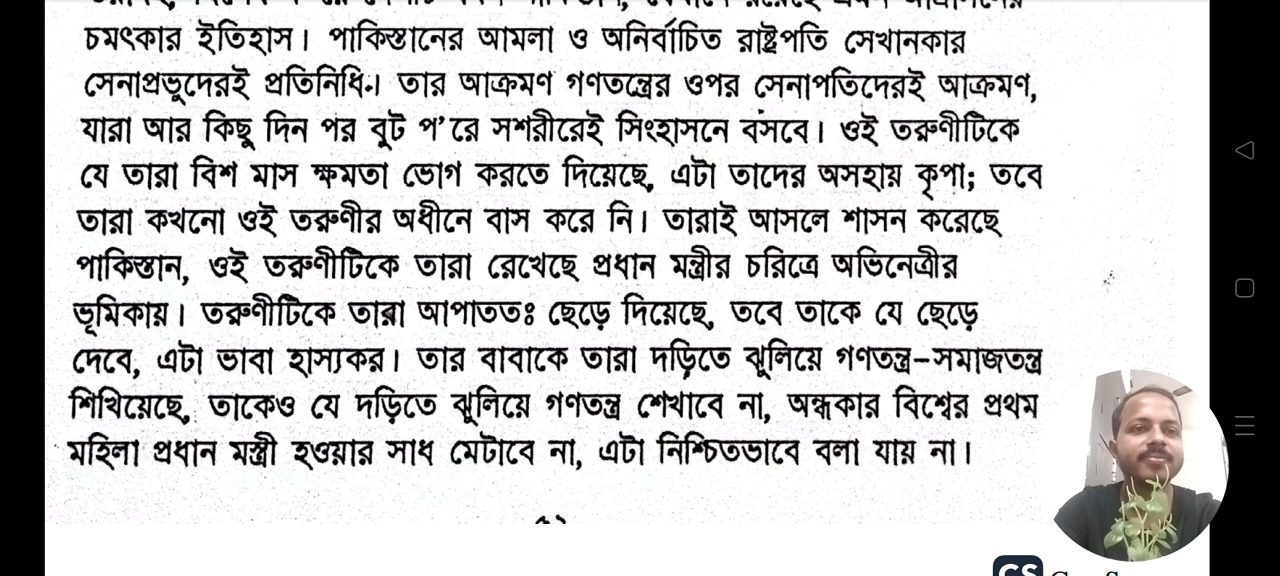 চমৎকার ইতিহাস। পাকিস্তানের আমলা ও অনির্বাচিত রাষ্ট্রপতি সেখানকার
সেনাপ্রভুদেরই প্রতিনিধি। তার আক্রমণ গণতন্ত্রের ওপর সেনাপতিদেরই আক্রমণ,
যারা আর কিছু দিন পর বুট প'রে সশরীরেই সিংহাসনে বসবে। ওই তরুণীটিকে
যে তারা বিশ মাস ক্ষমতা ভোগ করতে দিয়েছে, এটা তাদের অসহায় কৃপা; তবে
তারা কখনো ওই তরুণীর অধীনে বাস করে নি। তারাই আসলে শাসন করেছে
পাকিস্তান, ওই তরুণীটিকে তারা রেখেছে প্রধান মন্ত্রীর চরিত্রে অভিনেত্রীর
ভূমিকায়। তরুণীটিকে তারা আপাততঃ ছেড়ে দিয়েছে, তবে তাকে যে ছেড়ে
দেবে, এটা ভাবা হাস্যকর। তার বাবাকে তারা দড়িতে ঝুলিয়ে গণতন্ত্র-সমাজতন্ত্র
শিখিয়েছে, তাকেও যে দড়িতে ঝুলিয়ে গণতন্ত্র শেখাবে না, অন্ধকার বিশ্বের প্রথম
মহিলা প্রধান মন্ত্রী হওয়ার সাধ মেটাবে না, এটা নিশ্চিতভাবে বলা যায় না।
CS